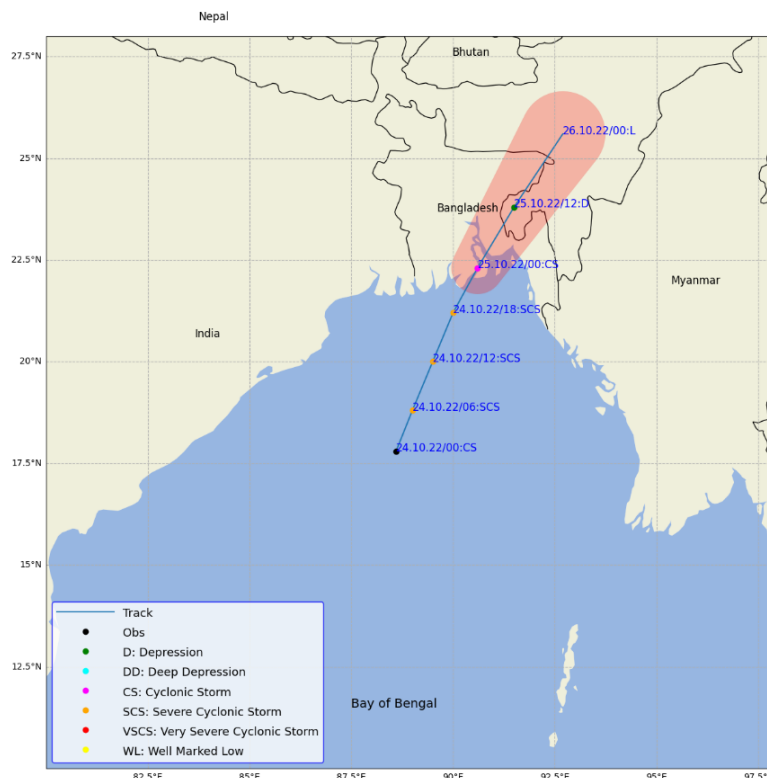 Nepal
27.5°N
Bhutan
25°N
26.10.22/00:L
Bangladesh
25.10.22/12:D
22.5°N
25.10.22/00:CS
Myanmar
24.10.22/18:SCS
India
20°N
24.10.22/12:SCS
24.10.22/06:SCS
17.5°N
24.10.22/00:CS
15°N
12.5°N
Track
Obs
D: Depression
DD: Deep Depression
CS: Cyclonic Storm
SCS: Severe Cyclonic Storm
VSCS: Very Severe Cyclonic Storm
WL: Well Marked Low
Bay of Bengal
82.5°E
85°E
87.5°E
90°E
92.5°E
95°E